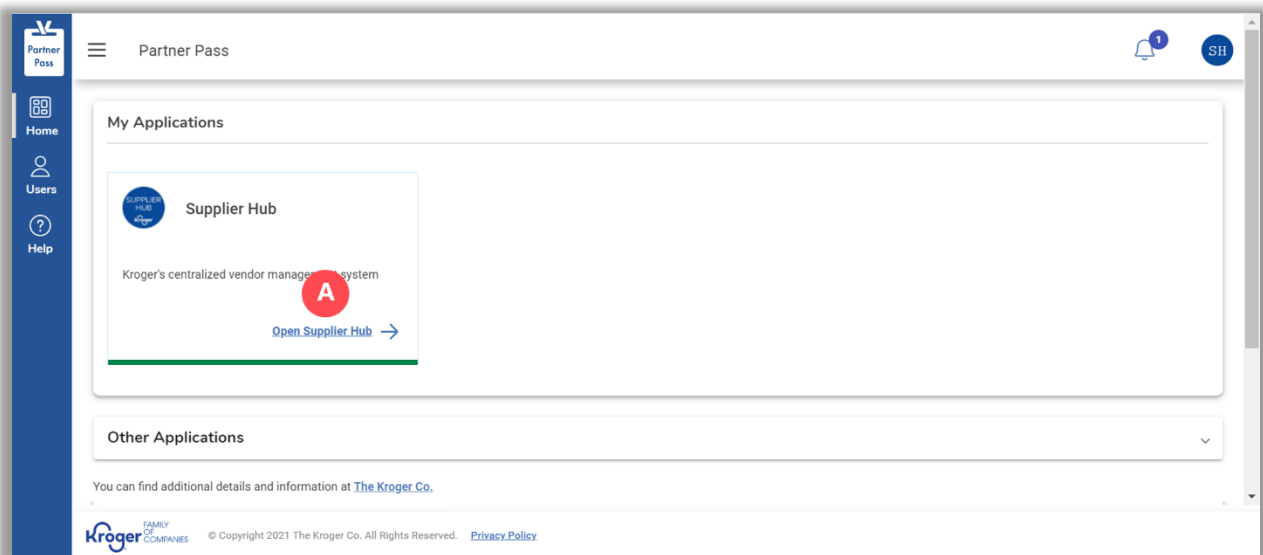 Partner
Pass
Partner Pass
1
SH
Home
Users
Help
My Applications
SUPPLIER
HUB
Kroger
Supplier Hub
Kroger's centralized vendor management system
A
Open Supplier Hub
Other Applications
You can find additional details and information at The Kroger Co.
Kroger FAMILY
OF
COMPANIES
© Copyright 2021 The Kroger Co. All Rights Reserved. Privacy Policy